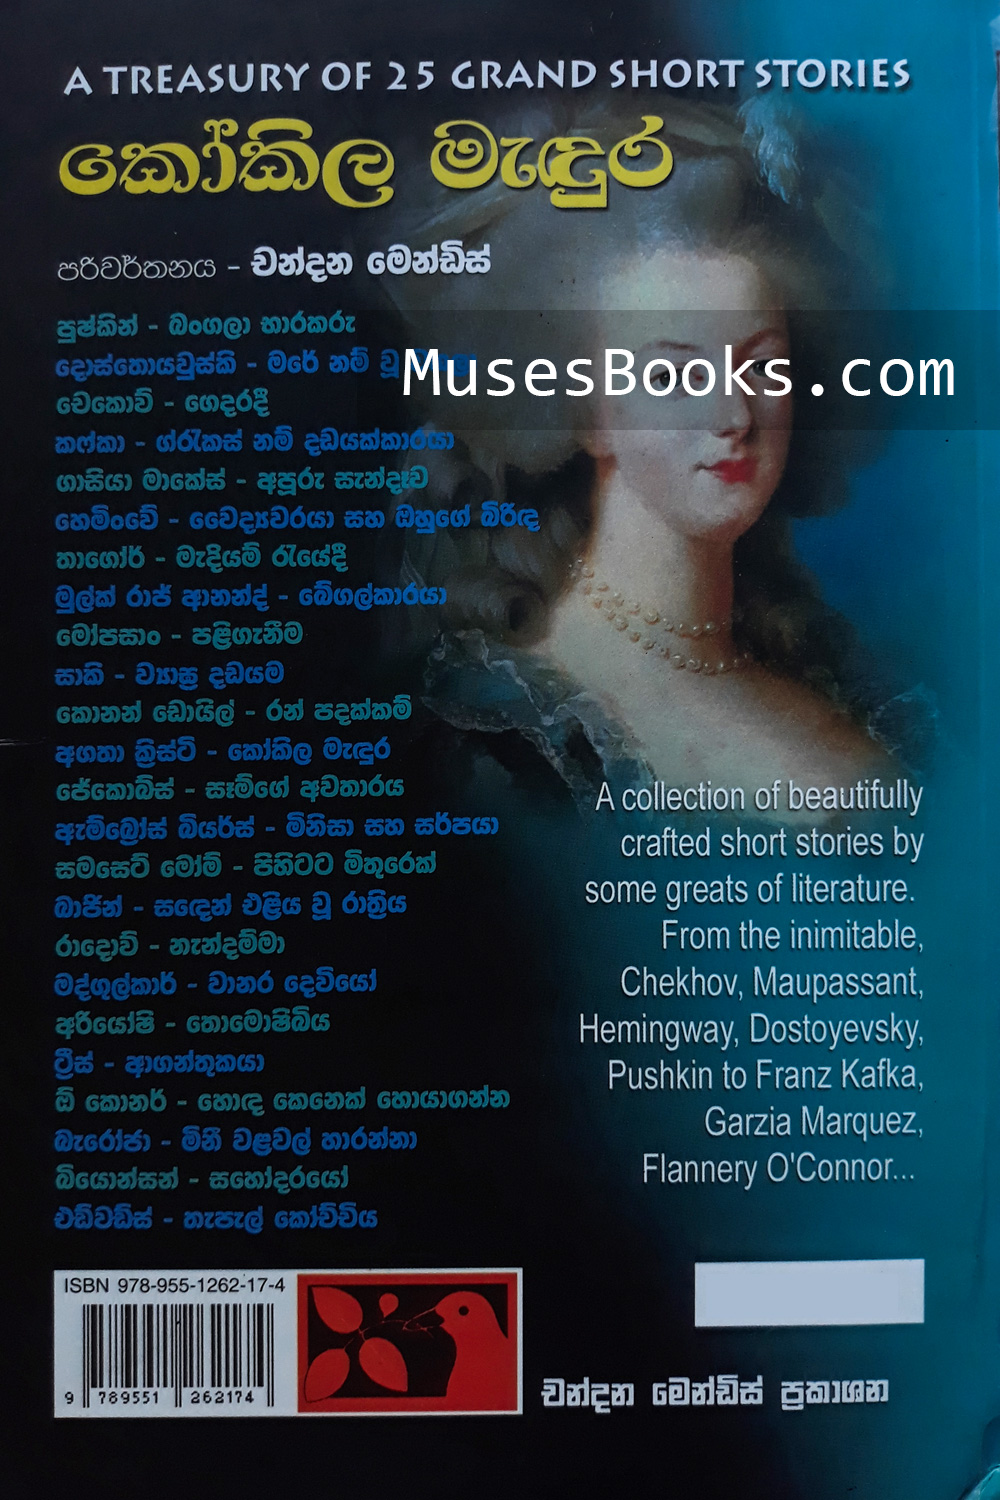 A TREASURY OF 25 GRAND SHORT STORIES
කෝකිල මැඳුර
පරිවර්තනය - චන්දන මෙන්ඩිස්
පුෂ්කින් - බංගලා භාරකරු
දොස්තොයවුස්කි - මරේ නම් වූ
චෙකොව් - ගෙදරදී
කෆ්කා - ග්රැකස් නම් දඩයක්කාරයා
ගාසියා මාකේස් - අපූරු සැන්දෑව
හෙමිංවේ - වෛද්‍යවරයා සහ ඔහුගේ බිරිඳ
තාගෝර් - මැදියම් රැයේදී
මුල්ක් රාජ් ආනන්ද් - බේගල්කාරයා
මෝපසාං - පළිගැනීම
සාකි - ව්‍යාඝ්‍ර දඩයම
කොනන් ඩොයිල් - රන් පදක්කම්
අගතා ක්‍රිස්ටි - කෝකිල මැඳුර
ජේකොබ්ස් - සෑම්ගේ අවතාරය
ඇම්බ්‍රෝස් බියර්ස් - මිනිසා සහ සර්පයා
සමසෙට් මෝම් - පිහිටට මිතුරෙක්
බාජින් - සඳෙන් එළිය වූ රාත්‍රිය
රාදොව් - නැන්දම්මා
මද්ගුල්කාර් - වානර දෙවියෝ
අරියෝෂි - තොමොෂිබිය
ට්‍රීස් - ආගන්තුකයා
ඕ කොනර් - හොඳ කෙනෙක් හොයාගන්න
බැරෝජා - මිනී වළවල් හාරන්නා
බියොන්සන් - සහෝදරයෝ
එඩ්වඩ්ස් - තැපැල් කෝච්චිය
MusesBooks.com
A collection of beautifully
crafted short stories by
some greats of literature.
From the inimitable,
Chekhov, Maupassant,
Hemingway, Dostoyevsky,
Pushkin to Franz Kafka,
Garzia Marquez,
Flannery O'Connor...
ISBN 978-955-1262-17-4
9 789551 262174
චන්දන මෙන්ඩිස් ප්‍රකාශන